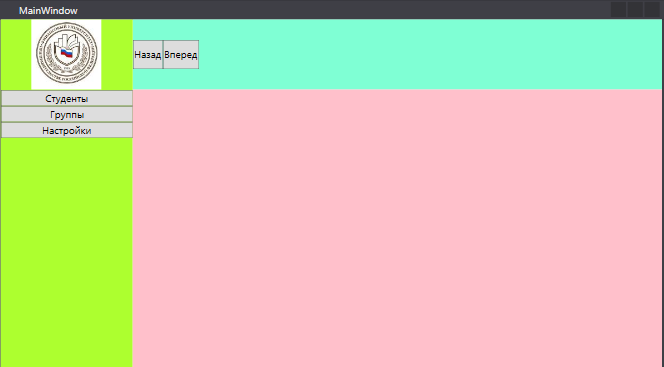 MainWindow
Назад Вперед
Студенты
Группы
Настройки